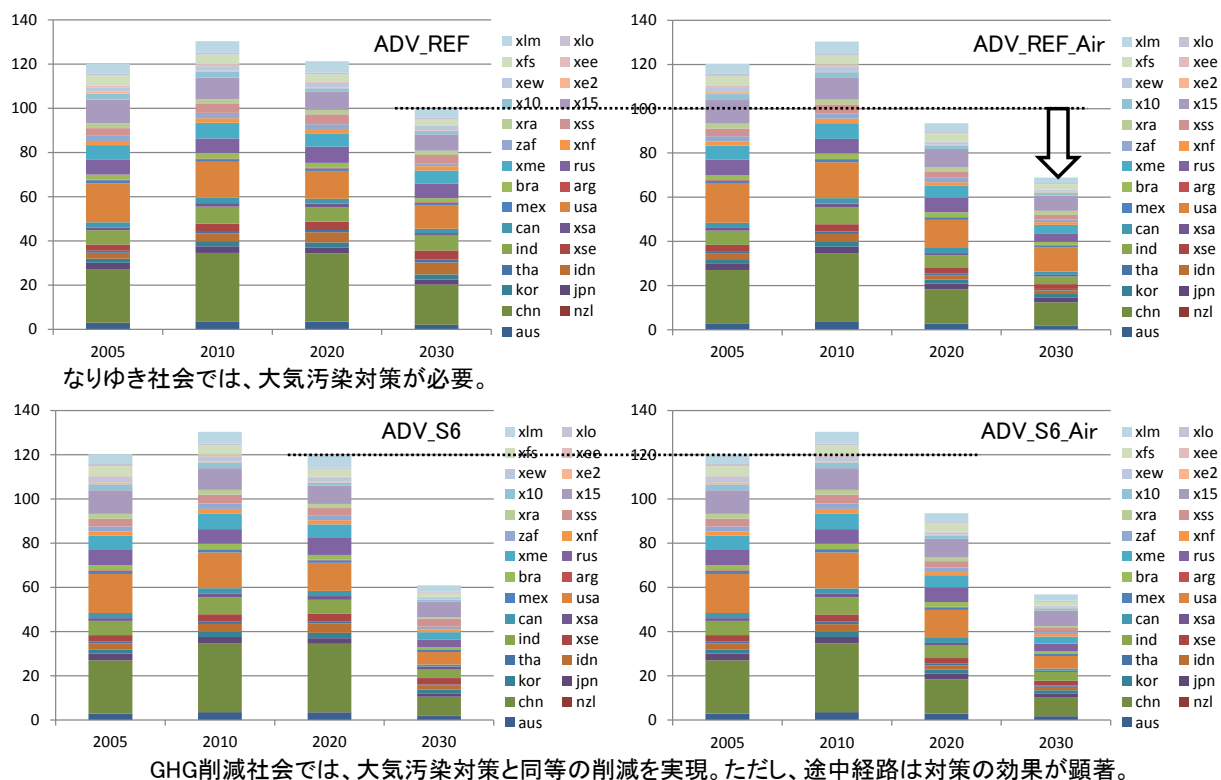 140
120
100
80
60
40
20
0
2005 2010 2020 2030
ADV_REF
xlm xlo
xfs xee
xew xe2
x10 x15
xra xss
zaf xnf
xme rus
bra arg
mex usa
can xsa
ind xse
tha idn
kor jpn
chn nzl
aus
140
120
100
80
60
40
20
0
2005 2010 2020 2030
ADV_REF_Air
xlm xlo
xfs xee
xew xe2
x10 x15
xra xss
zaf xnf
xme rus
bra arg
mex usa
can xsa
ind xse
tha idn
kor jpn
chn nzl
aus
なりゆき社会では、大気汚染対策が必要。
140
120
100
80
60
40
20
0
2005 2010 2020 2030
ADV_S6
xlm xlo
xfs xee
xew xe2
x10 x15
xra xss
zaf xnf
xme rus
bra arg
mex usa
can xsa
ind xse
tha idn
kor jpn
chn nzl
aus
140
120
100
80
60
40
20
0
2005 2010 2020 2030
ADV_S6_Air
xlm xlo
xfs xee
xew xe2
x10 x15
xra xss
zaf xnf
xme rus
bra arg
mex usa
can xsa
ind xse
tha idn
kor jpn
chn nzl
aus
GHG削減社会では、大気汚染対策と同等の削減を実現。ただし、途中経路は対策の効果が顕著。